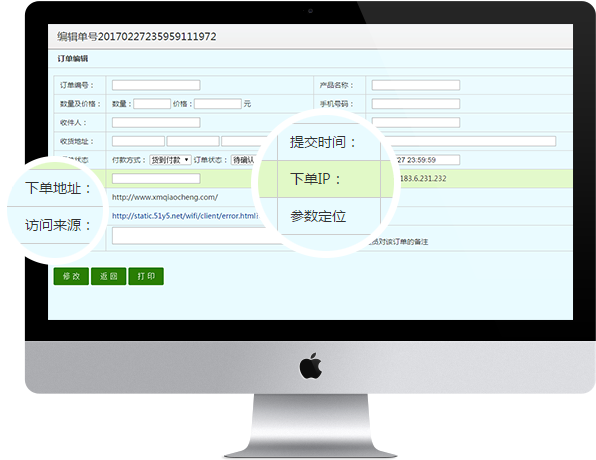 编辑单号20170227235959111972
订单编辑
订单编号：
产品名称：
数量及价格：
数量：
价格：
元
手机号码：
收件人：
收货地址：
提交时间：
付款方式：
货到付款
订单状态：
待确认
27 23:59:59
下单IP：
183.6.231.232
下单地址：
http://www.xmqiaocheng.com/
参数定位
访问来源：
http://static.51y5.net/wifi/client/error.html
对该订单的备注
修 改
返 回
打 印